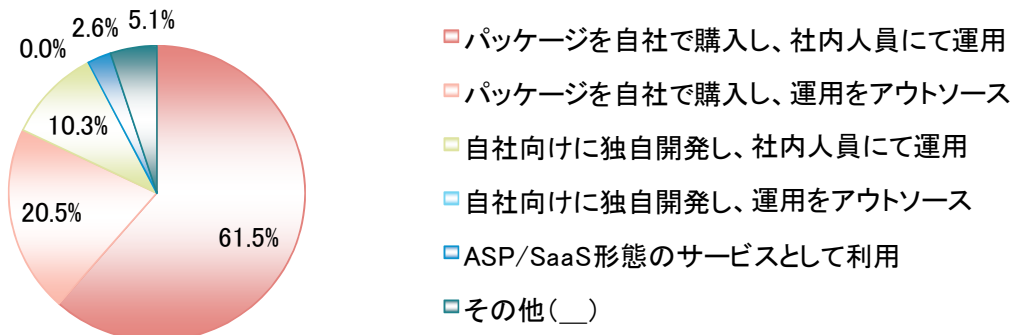 2.6%
5.1%
0.0%
10.3%
20.5%
61.5%
パッケージを自社で購入し、社内人員にて運用
パッケージを自社で購入し、運用をアウトソース
自社向けに独自開発し、社内人員にて運用
自社向けに独自開発し、運用をアウトソース
ASP/SaaS形態のサービスとして利用
その他(__)